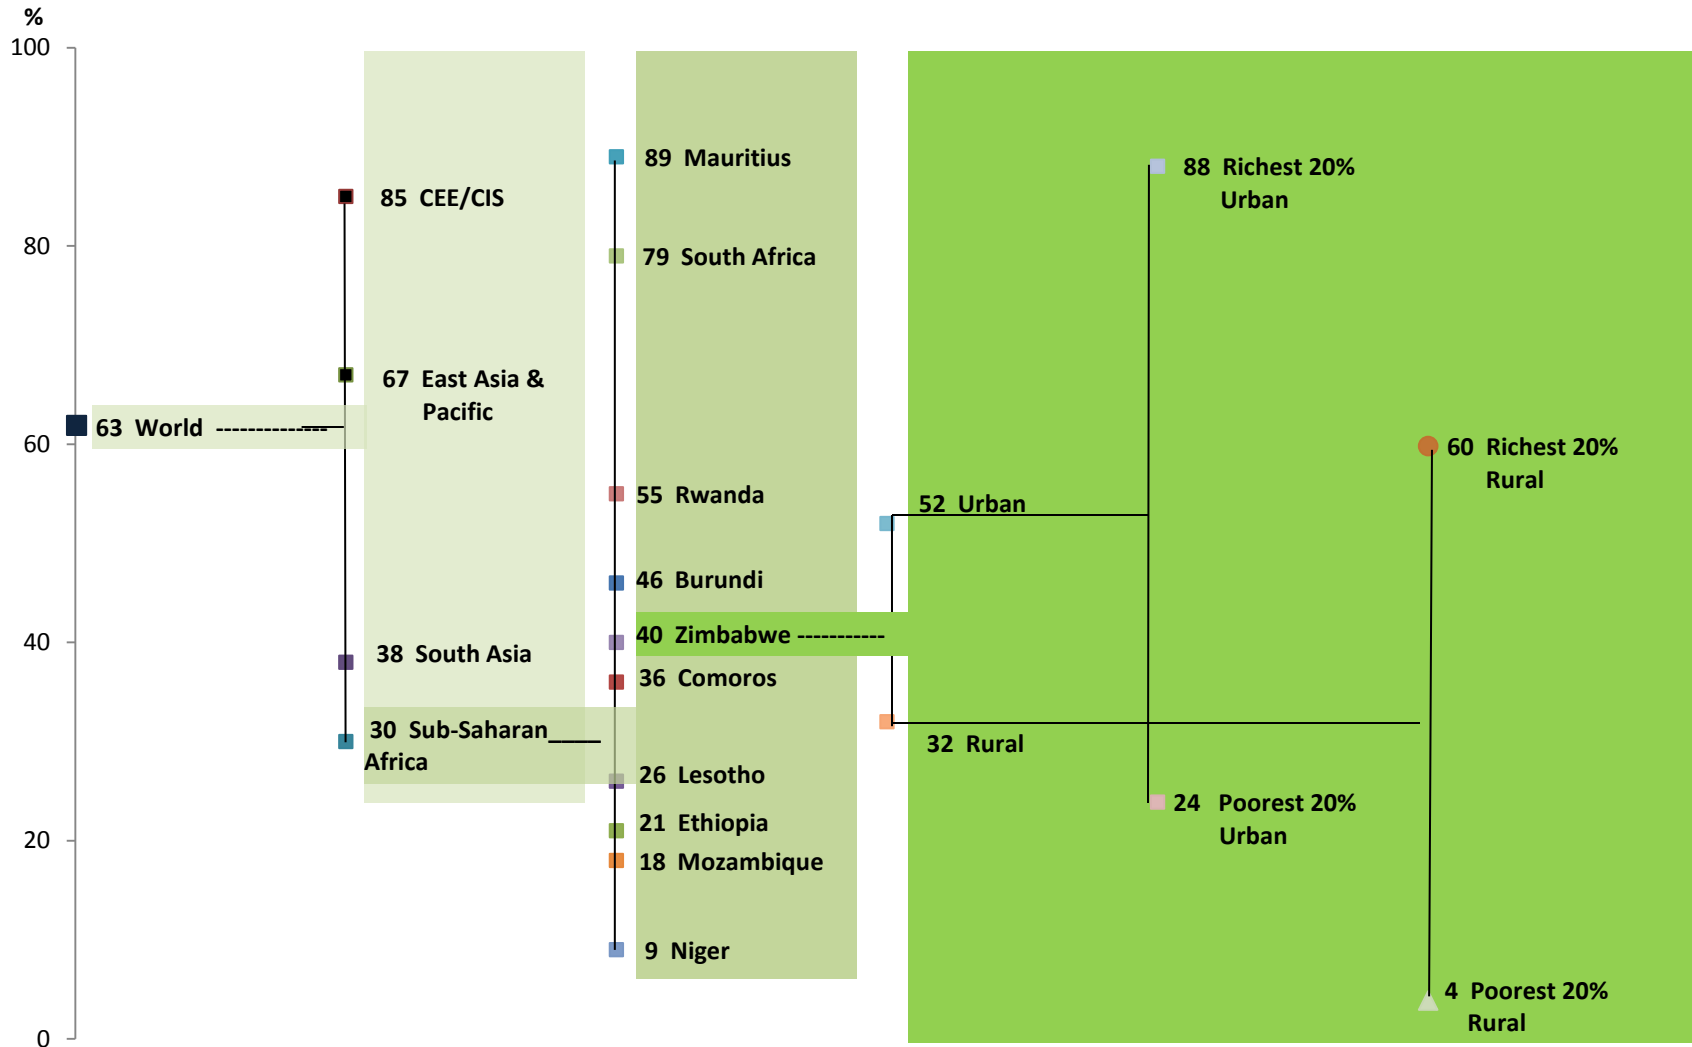 %
100
80
60
40
20
0
63 World --------------
85 CEE/CIS
67 East Asia &
Pacific
38 South Asia
30 Sub-Saharan____
Africa
89 Mauritius
79 South Africa
55 Rwanda
46 Burundi
40 Zimbabwe -----------
36 Comoros
26 Lesotho
21 Ethiopia
18 Mozambique
9 Niger
52 Urban
32 Rural
88 Richest 20%
Urban
24 Poorest 20%
Urban
60 Richest 20%
Rural
4 Poorest 20%
Rural